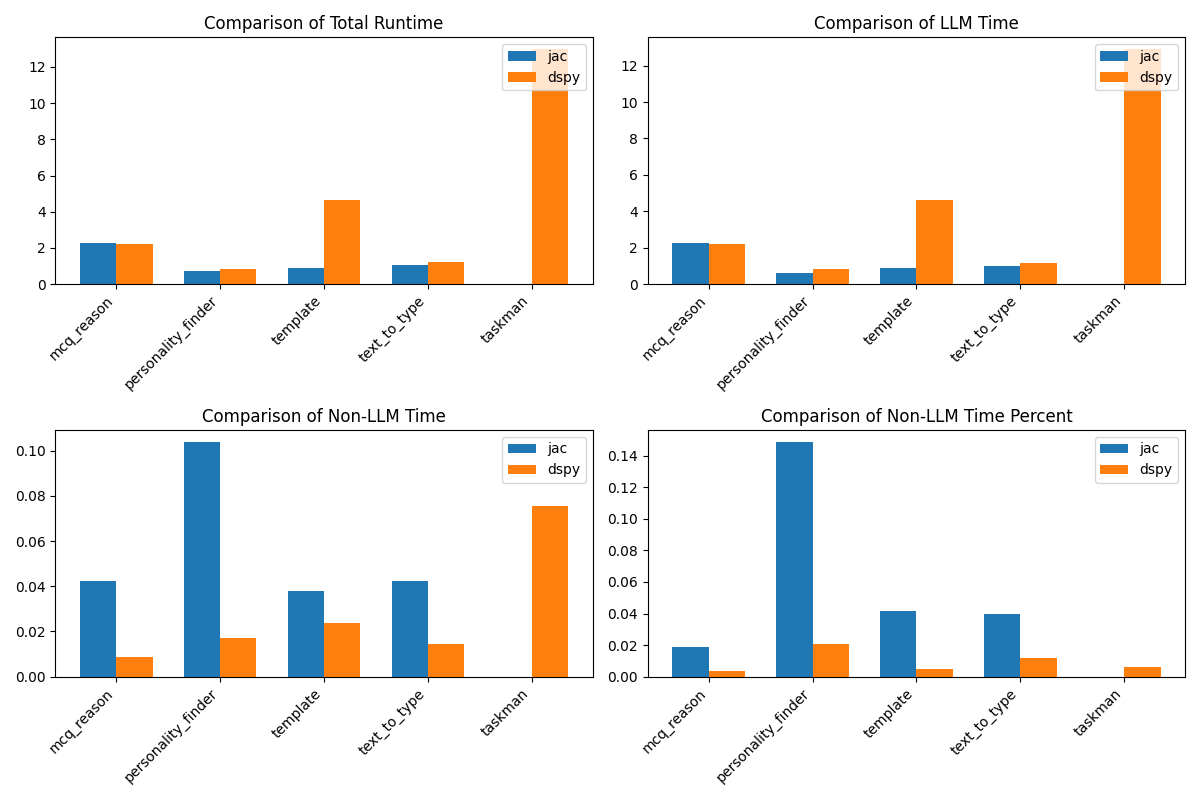 Comparison of Total Runtime
12
10
8
6
4
2
0
jac
dspy
mcq_reason
personality_finder
template
text_to_type
taskman
Comparison of LLM Time
12
10
8
6
4
2
0
jac
dspy
mcq_reason
personality_finder
template
text_to_type
taskman
Comparison of Non-LLM Time
0.10
0.08
0.06
0.04
0.02
0.00
jac
dspy
mcq_reason
personality_finder
template
text_to_type
taskman
Comparison of Non-LLM Time Percent
0.14
0.12
0.10
0.08
0.06
0.04
0.02
0.00
jac
dspy
mcq_reason
personality_finder
template
text_to_type
taskman